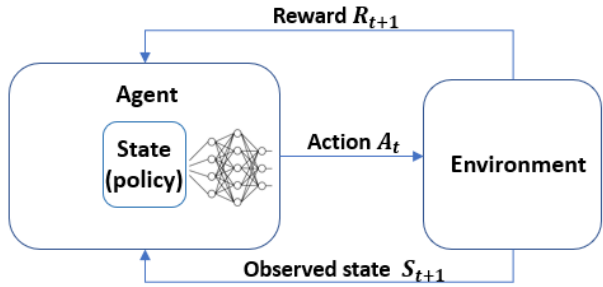 Reward R_{t+1}
Agent
State
(policy)
Action A_t
Environment
Observed state S_{t+1}